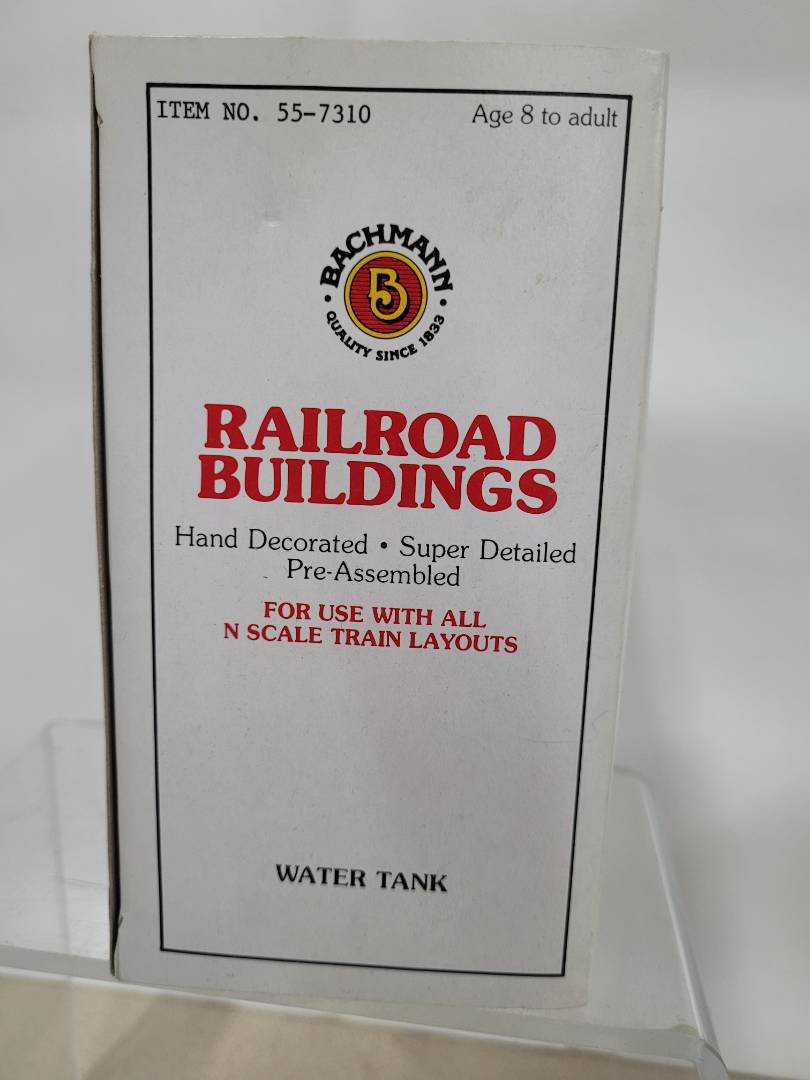 ITEM NO. 55-7310 Age 8 to adult
BACHMANN
B
QUALITY SINCE 1833
RAILROAD
BUILDINGS
Hand Decorated • Super Detailed
Pre-Assembled
FOR USE WITH ALL
N SCALE TRAIN LAYOUTS
WATER TANK